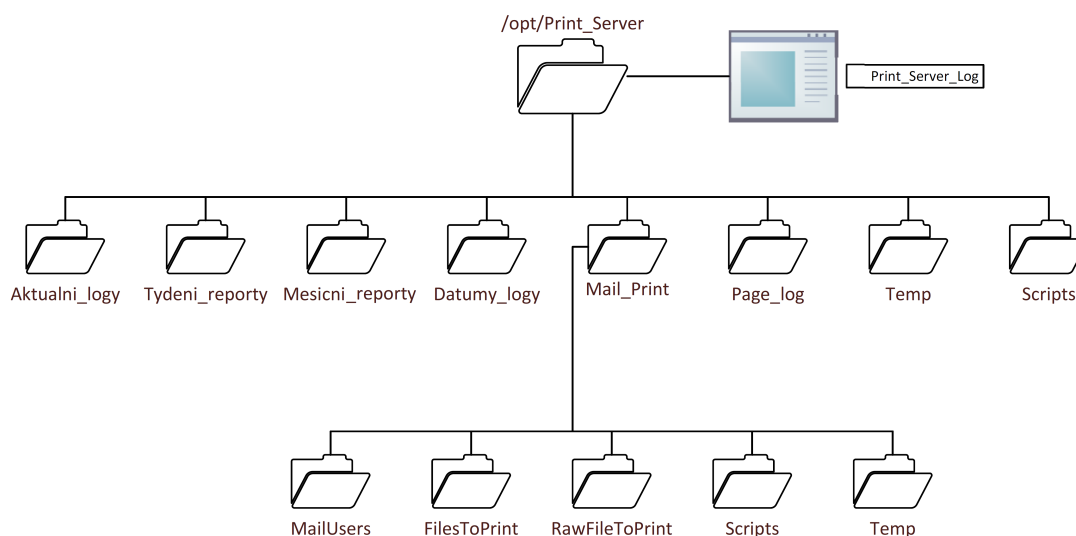 /opt/Print_Server
Print_Server_Log
Aktualni_logy
Tydeni_reporty
Mesicni_reporty
Datumy_logy
Mail_Print
Page_log
Temp
Scripts
MailUsers
FilesToPrint
RawFileToPrint
Scripts
Temp